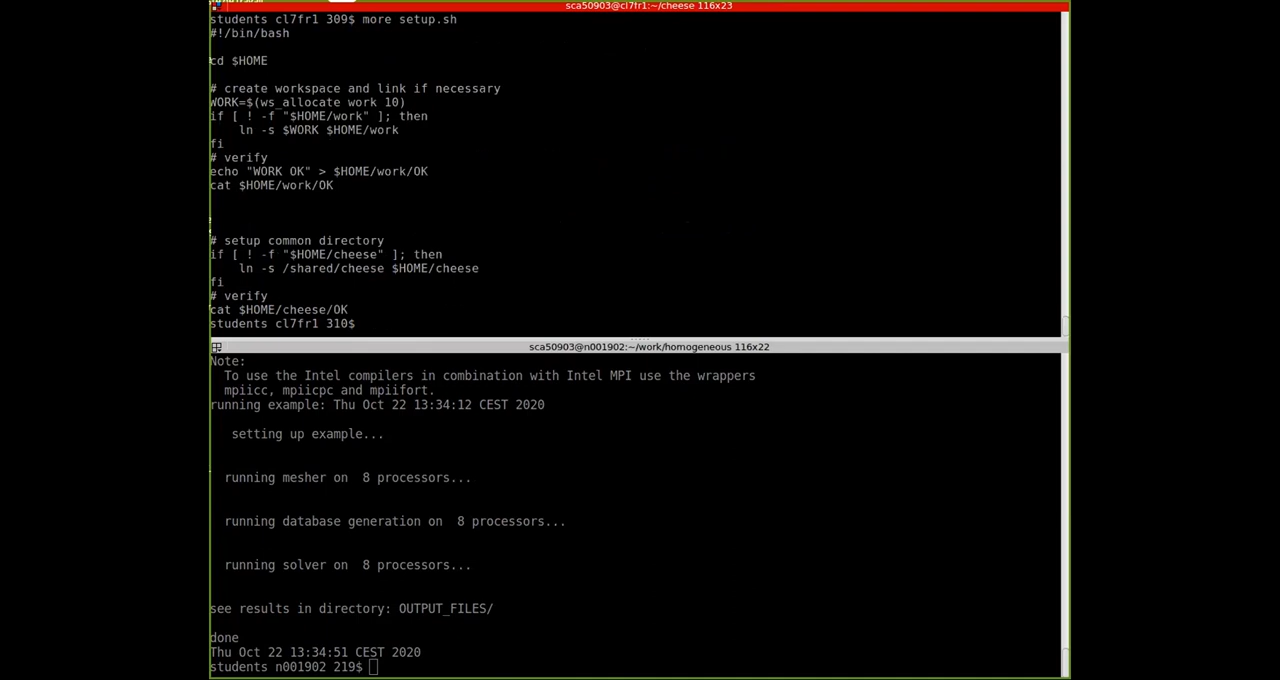 sca50903@cl7fr1:~/cheese 116x23
students cl7fr1 309$ more setup.sh
#!/bin/bash
cd $HOME
# create workspace and link if necessary
WORK=$(ws_allocate work 10)
if [ ! -f "$HOME/work" ]; then
ln -s $WORK $HOME/work
fi
# verify
echo "WORK OK" > $HOME/work/OK
cat $HOME/work/OK
# setup common directory
if [ ! -f "$HOME/cheese" ]; then
ln -s /shared/cheese $HOME/cheese
fi
# verify
cat $HOME/cheese/OK
students cl7fr1 310$
sca50903@n001902:~/work/homogeneous 116x22
Note:
To use the Intel compilers in combination with Intel MPI use the wrappers
mpiicc, mpiicpc and mpiifort.
running example: Thu Oct 22 13:34:12 CEST 2020
setting up example...
running mesher on 8 processors...
running database generation on 8 processors...
running solver on 8 processors...
see results in directory: OUTPUT_FILES/
done
Thu Oct 22 13:34:51 CEST 2020
students n001902 219$